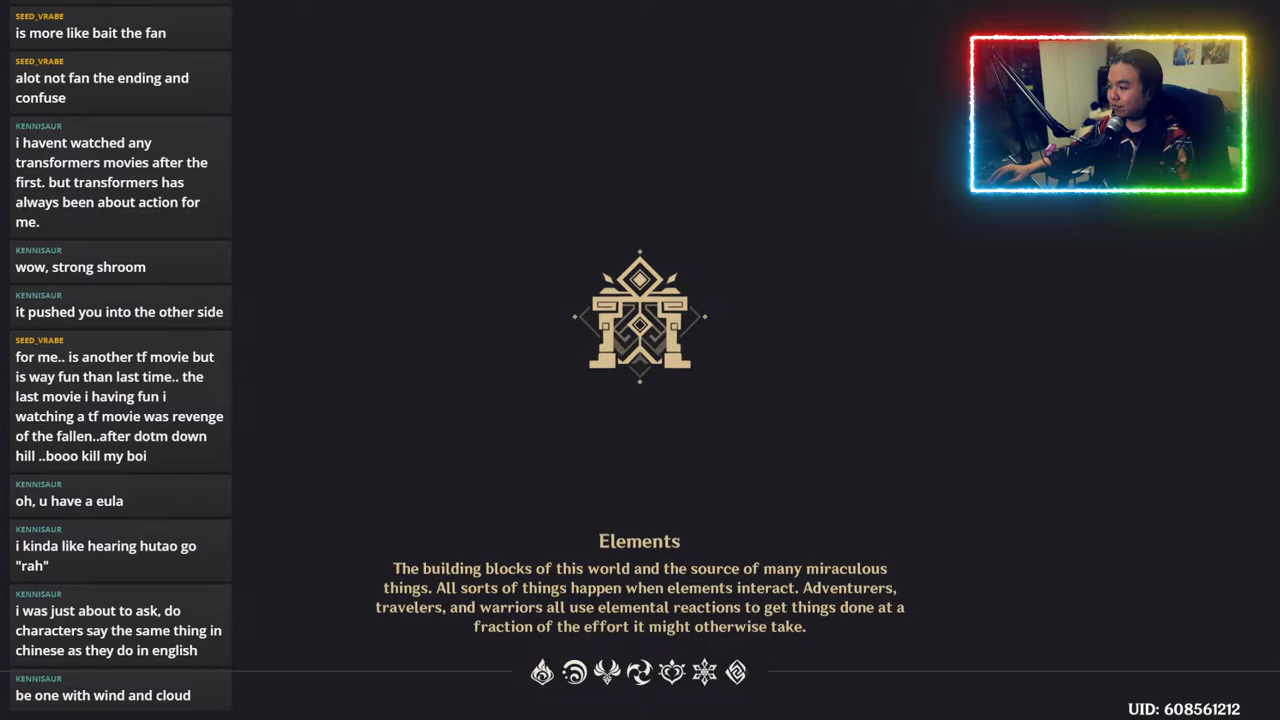 SEED_VRABE
is more like bait the fan
SEED_VRABE
alot not fan the ending and
confuse
KENNISAUR
i havent watched any
transformers movies after the
first. but transformers has
always been about action for
me.
KENNISAUR
wow, strong shroom
KENNISAUR
it pushed you into the other side
SEED_VRABE
for me.. is another tf movie but
is way fun than last time.. the
last movie i having fun i
watching a tf movie was revenge
of the fallen..after dotm down
hill ..booo kill my boi
KENNISAUR
oh, u have a eula
KENNISAUR
i kinda like hearing hutao go
"rah"
KENNISAUR
i was just about to ask, do
characters say the same thing in
chinese as they do in english
KENNISAUR
be one with wind and cloud
Elements
The building blocks of this world and the source of many miraculous
things. All sorts of things happen when elements interact. Adventurers,
travelers, and warriors all use elemental reactions to get things done at a
fraction of the effort it might otherwise take.
UID: 608561212